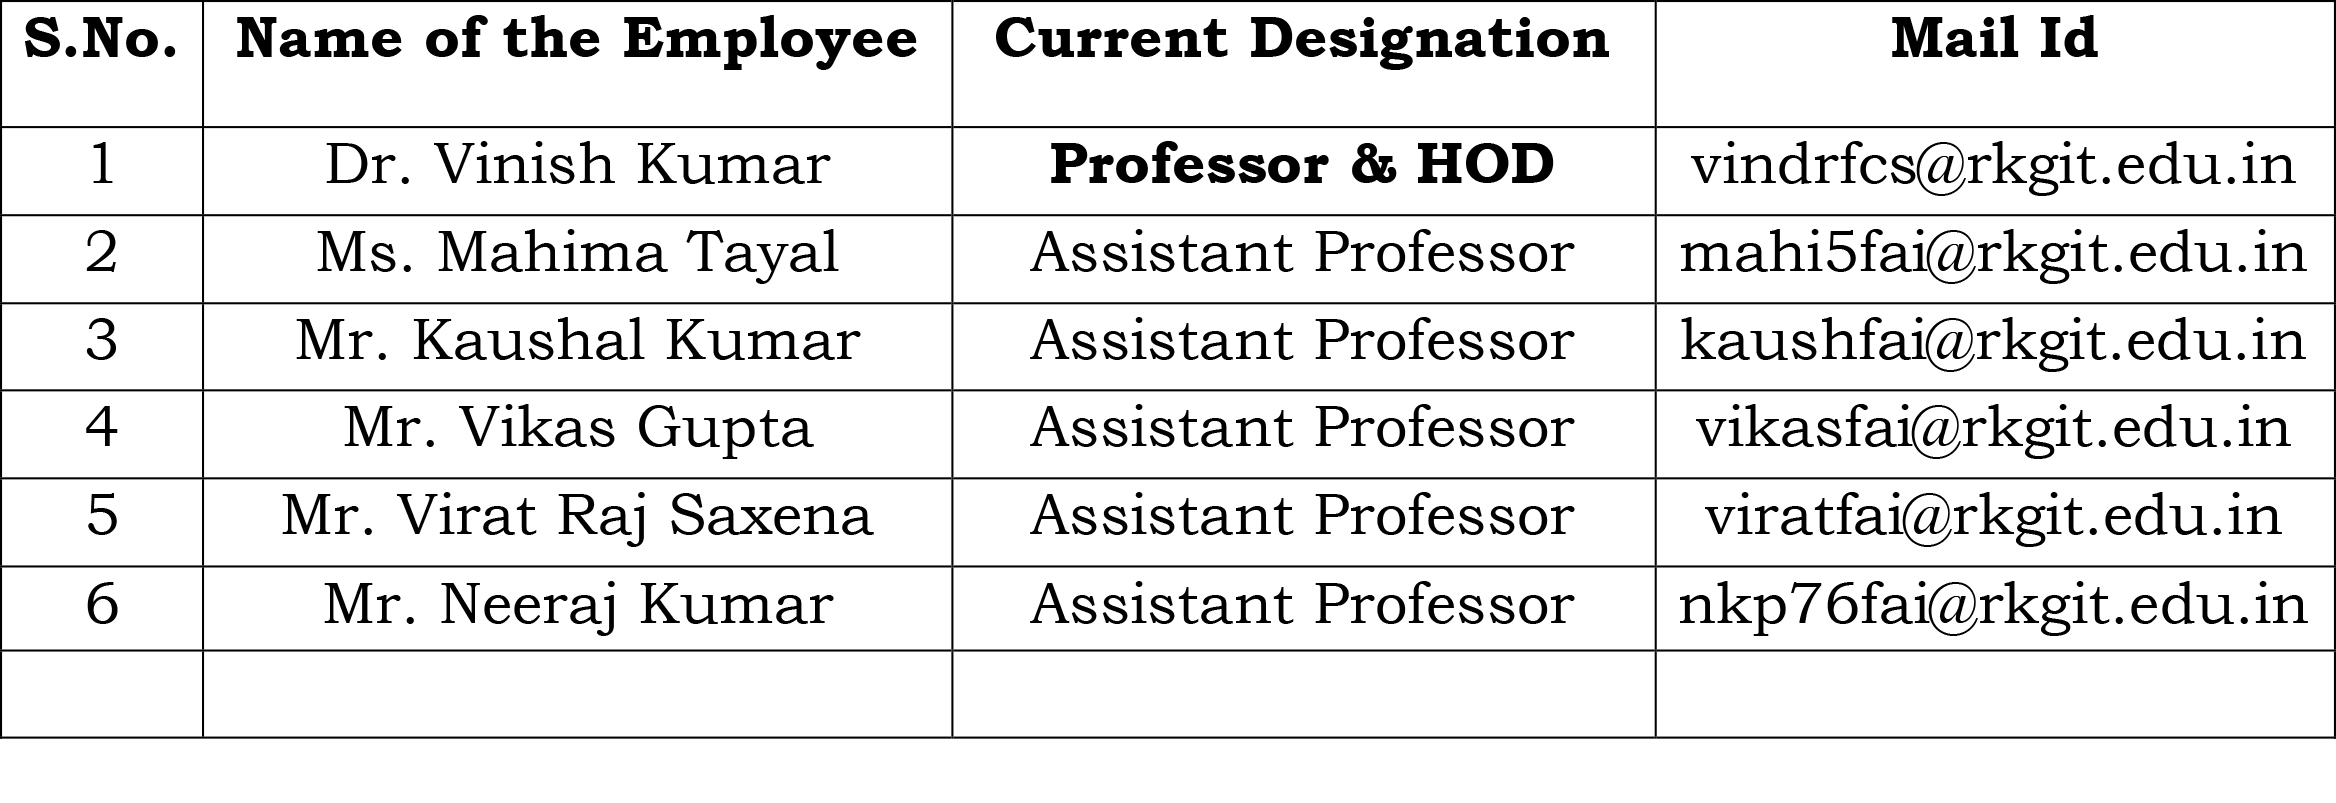 S.No. Name of the Employee Current Designation Mail Id
1 Dr. Vinish Kumar Professor & HOD vindrfcs@rkgit.edu.in
2 Ms. Mahima Tayal Assistant Professor mahi5fai@rkgit.edu.in
3 Mr. Kaushal Kumar Assistant Professor kaushfai@rkgit.edu.in
4 Mr. Vikas Gupta Assistant Professor vikasfai@rkgit.edu.in
5 Mr. Virat Raj Saxena Assistant Professor viratfai@rkgit.edu.in
6 Mr. Neeraj Kumar Assistant Professor nkp76fai@rkgit.edu.in